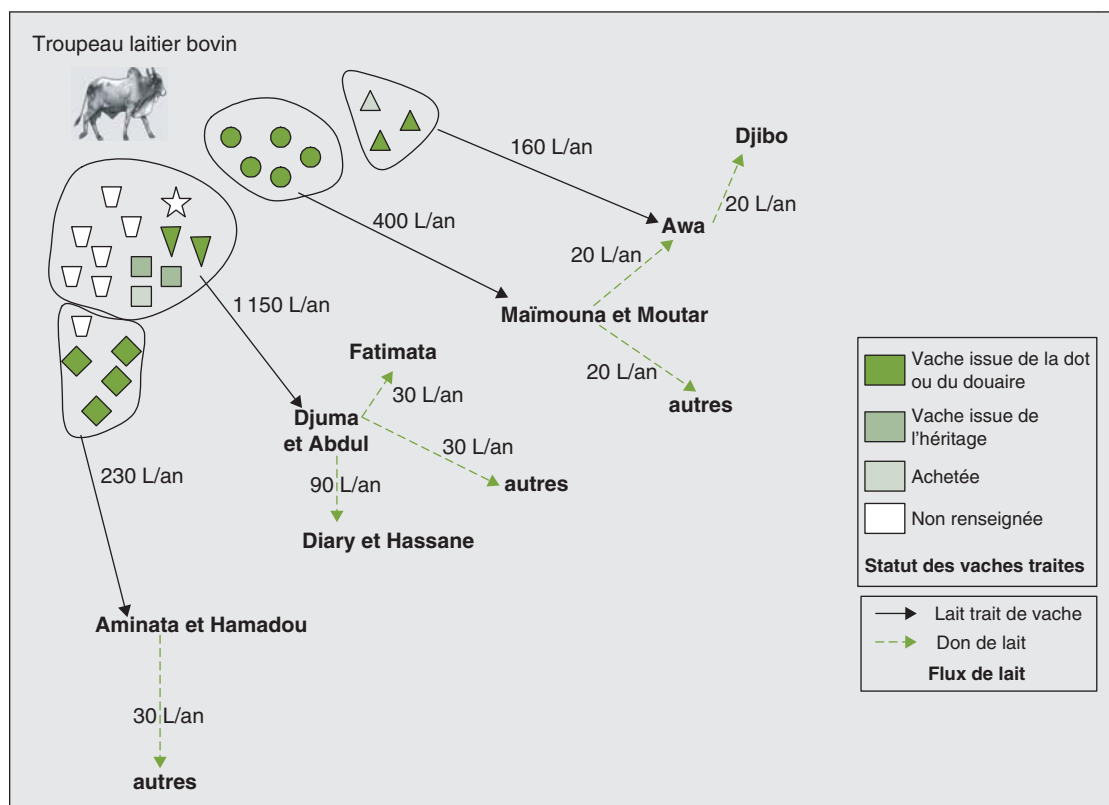 Troupeau laitier bovin
160 L/an
Djibo
20 L/an
400 L/an
Awa
20 L/an
1 150 L/an
Maïmouna et Moutar
Fatimata
20 L/an
30 L/an
autres
Djuma
et Abdul
30 L/an
230 L/an
90 L/an
autres
Diary et Hassane
Aminata et Hamadou
30 L/an
autres
Vache issue de la dot
ou du douaire
Vache issue de
l’héritage
Achetée
Non renseignée
Statut des vaches traites
Lait trait de vache
Don de lait
Flux de lait